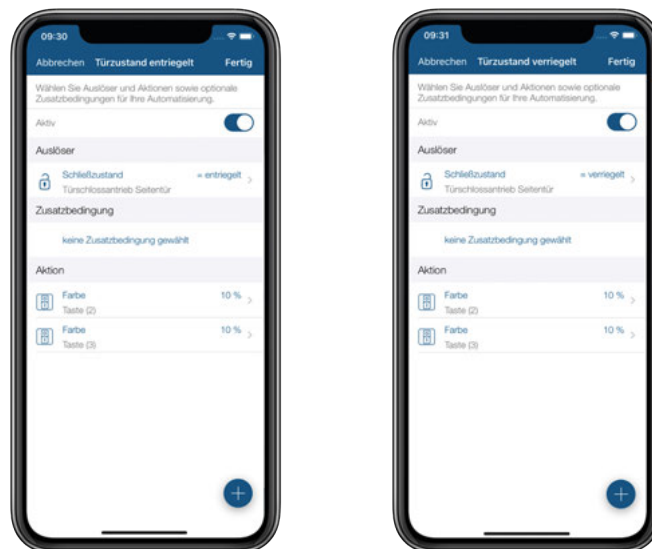 09:30
Abbrechen Türzustand entriegelt Fertig
Wählen Sie Auslöser und Aktionen sowie optionale
Zusatzbedingungen für Ihre Automatisierung.
Aktiv
Auslöser
Schließzustand = entriegelt
Türschlossantrieb Seitentür
Zusatzbedingung
keine Zusatzbedingung gewählt
Aktion
Farbe 10 %
Taste (2)
Farbe 10 %
Taste (3)
09:31
Abbrechen Türzustand verriegelt Fertig
Wählen Sie Auslöser und Aktionen sowie optionale
Zusatzbedingungen für Ihre Automatisierung.
Aktiv
Auslöser
Schließzustand = verriegelt
Türschlossantrieb Seitentür
Zusatzbedingung
keine Zusatzbedingung gewählt
Aktion
Farbe 10 %
Taste (2)
Farbe 10 %
Taste (3)